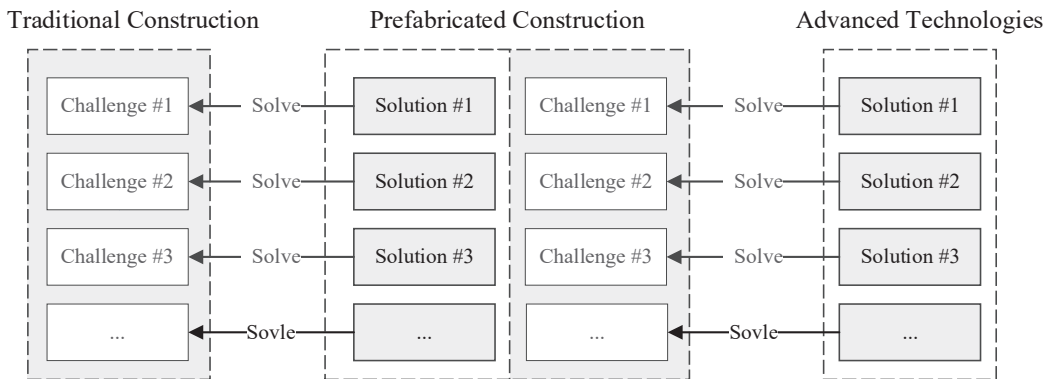 Traditional Construction Prefabricated Construction Advanced Technologies
Challenge #1 Solve Solution #1 Challenge #1 Solve Solution #1
Challenge #2 Solve Solution #2 Challenge #2 Solve Solution #2
Challenge #3 Solve Solution #3 Challenge #3 Solve Solution #3
... Sovle ... ... Sovle ...